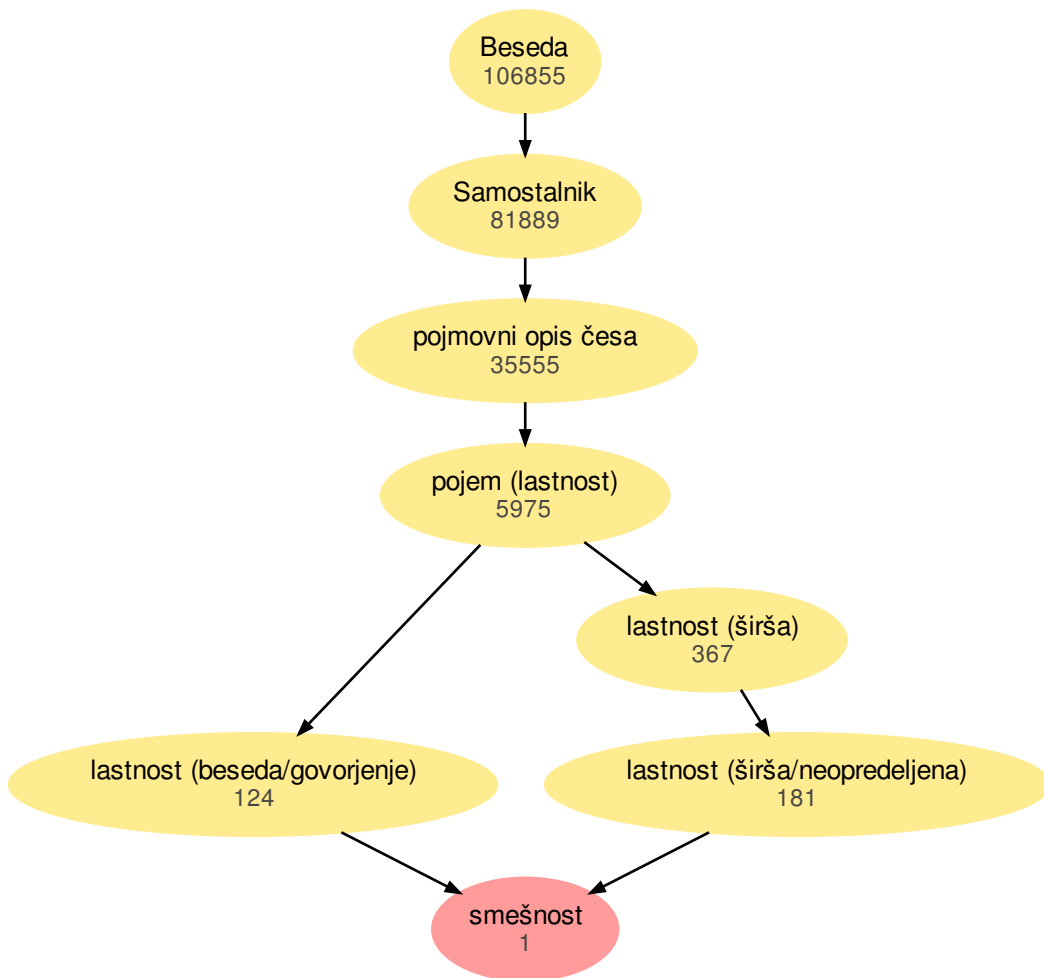 Beseda
106855
Samostalnik
81889
pojmovni opis česa
35555
pojem (lastnost)
5975
lastnost (širša)
367
lastnost (beseda/govorjenje)
124
lastnost (širša/neopredeljena)
181
smešnost
1